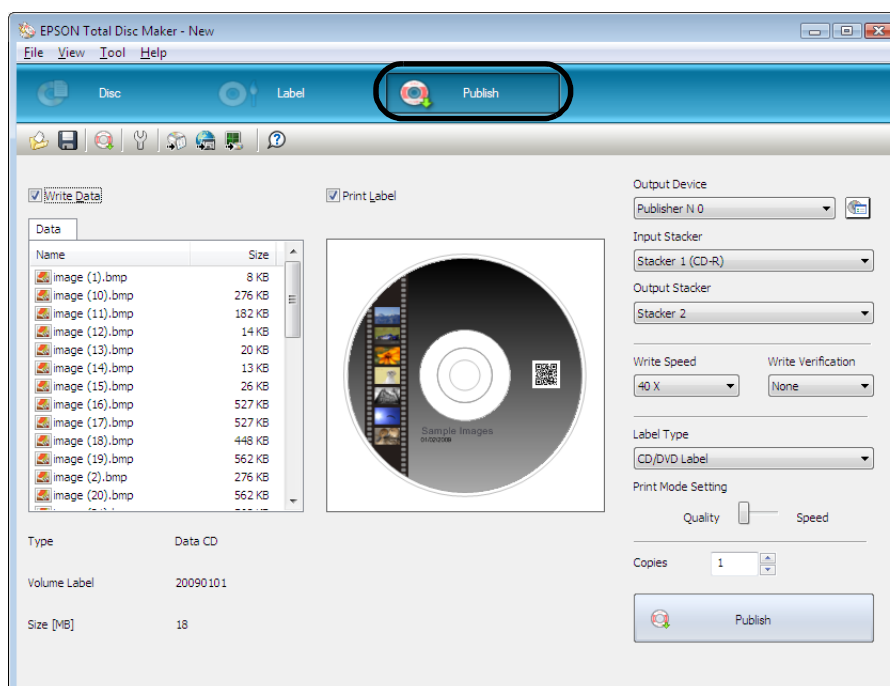 EPSON Total Disc Maker - New
File View Tool Help
Disc Label Publish
Write Data
Data
Name Size
image (1).bmp 8 KB
image (10).bmp 276 KB
image (11).bmp 182 KB
image (12).bmp 14 KB
image (13).bmp 20 KB
image (14).bmp 13 KB
image (15).bmp 26 KB
image (16).bmp 527 KB
image (17).bmp 527 KB
image (18).bmp 448 KB
image (19).bmp 562 KB
image (2).bmp 276 KB
image (20).bmp 562 KB
Type Data CD
Volume Label 20090101
Size [MB] 18
Print Label
Sample Images
01/02/2009
Output Device
Publisher N 0
Input Stacker
Stacker 1 (CD-R)
Output Stacker
Stacker 2
Write Speed Write Verification
40 X None
Label Type
CD/DVD Label
Print Mode Setting
Quality Speed
Copies 1
Publish